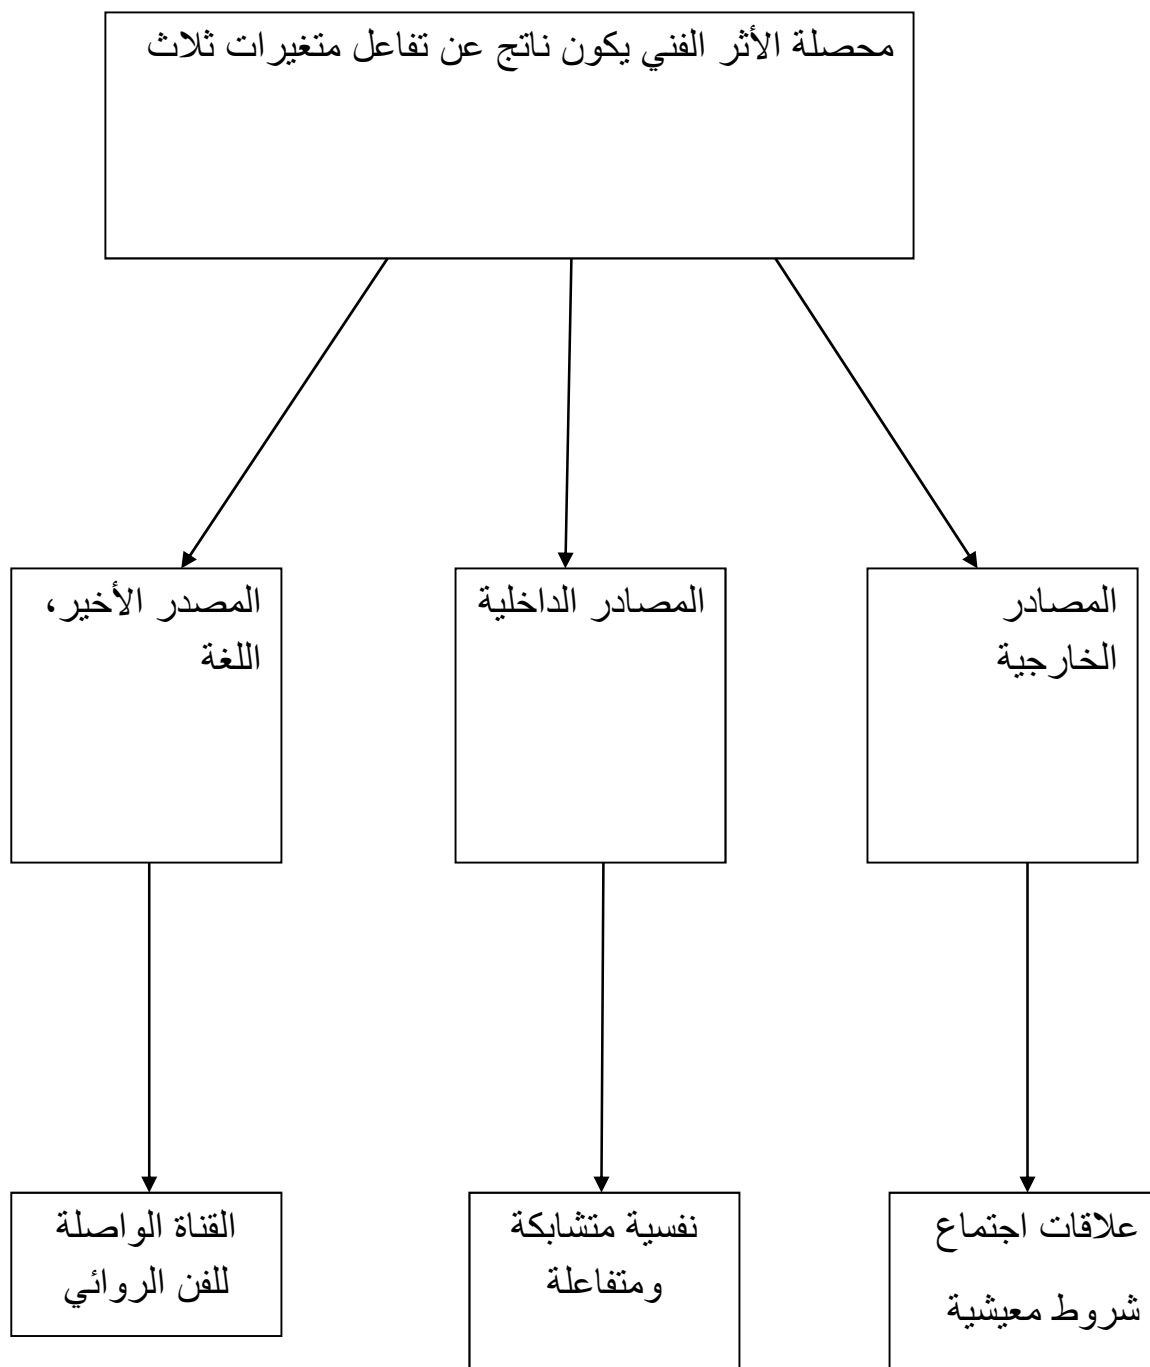 محصلة الأثر الفني يكون ناتج عن تفاعل متغيرات ثلاث
المصادر
الخارجية
المصادر الداخلية
المصدر الأخير،
اللغة
علاقات اجتماع
شروط معيشية
نفسية متشابكة
ومتفاعلة
القناة الواصلة
للفن الروائي